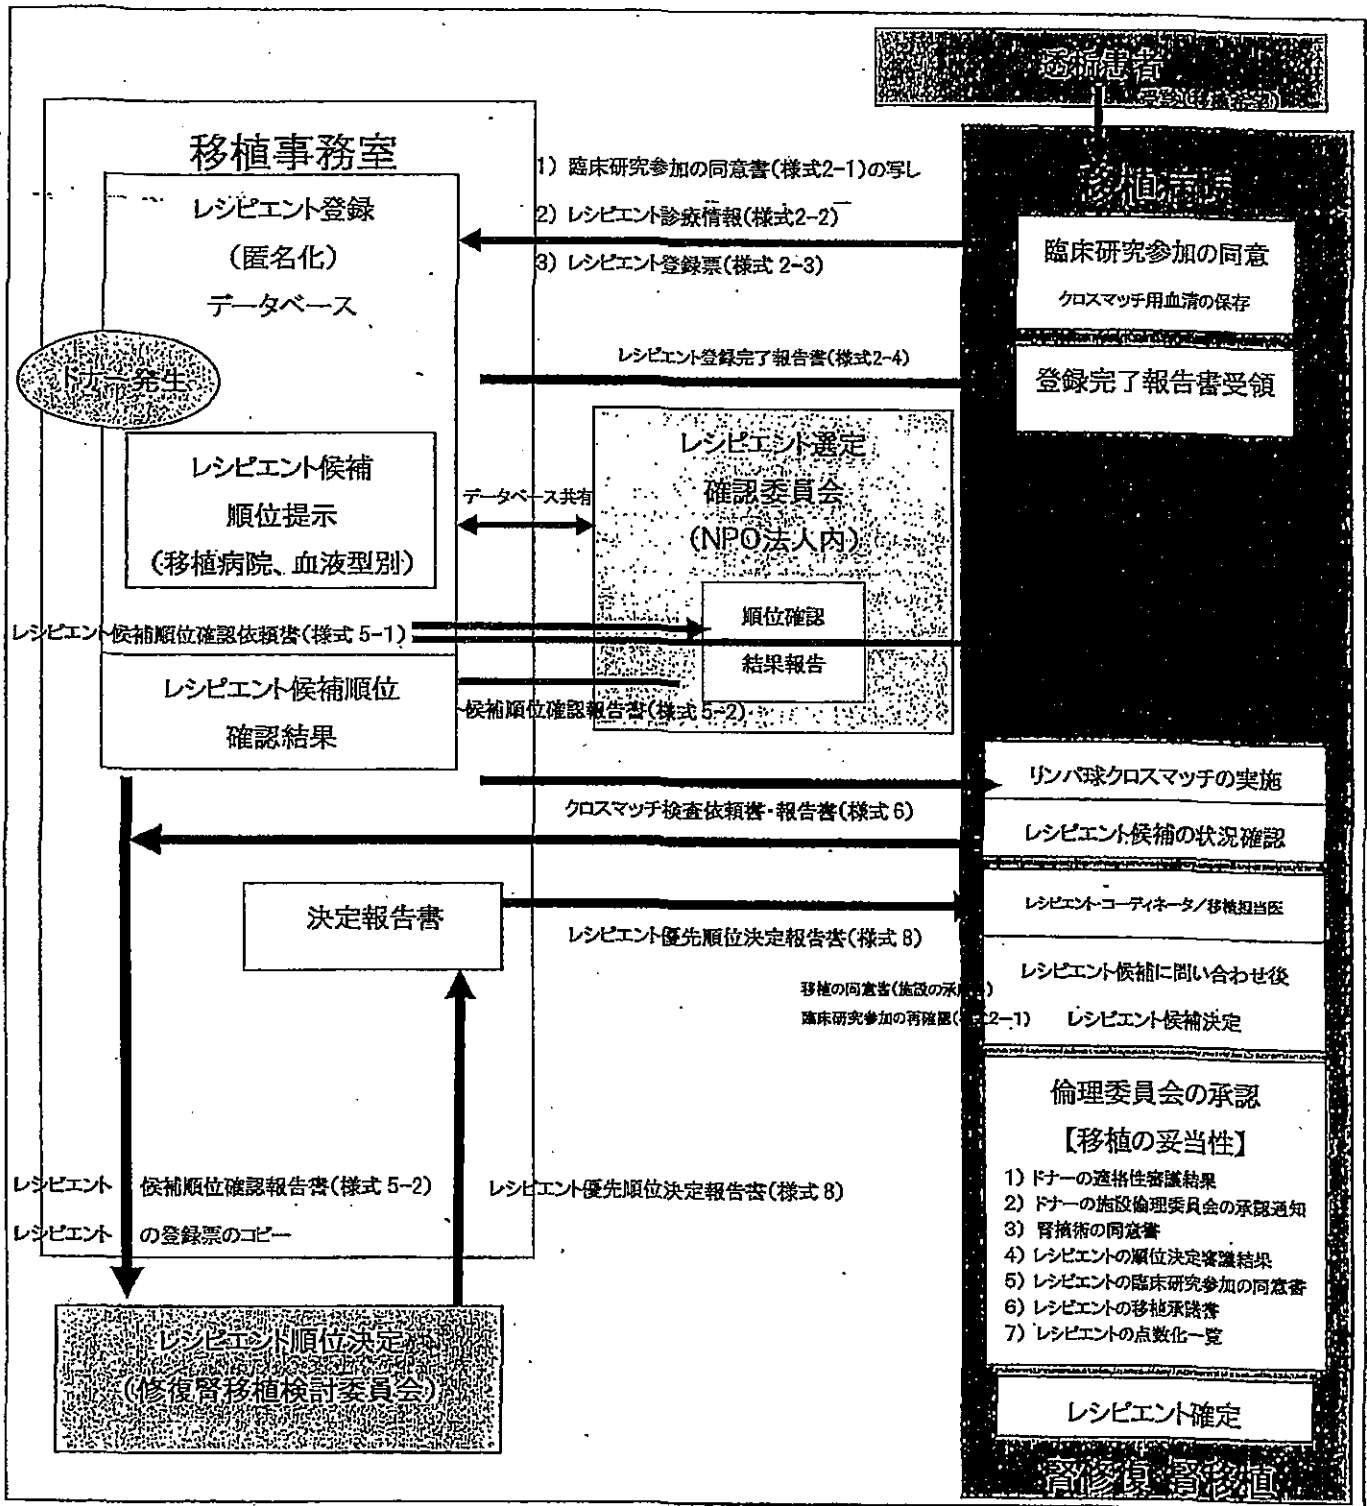 透析患者
受診(移植希望)
移植事務室
レシピエント登録
(匿名化)
データベース
ドナー発生
レシピエント候補
順位提示
(移植病院、血液型別)
レシピエント候補順位確認依頼書(様式 5-1)
レシピエント候補順位
確認結果
1) 臨床研究参加の同意書(様式2-1)の写し
2) レシピエント診療情報(様式2-2)
3) レシピエント登録票(様式 2-3)
レシピエント登録完了報告書(様式2-4)
データベース共有
レシピエント選定
確認委員会
(NPO法人内)
順位確認
結果報告
候補順位確認報告書(様式 5-2)
クロスマッチ検査依頼書・報告書(様式 6)
決定報告書
レシピエント優先順位決定報告書(様式 8)
移植の同意書(施設の承
臨床研究参加の再確認(
2-1)
レシピエント 候補順位確認報告書(様式 5-2)
レシピエント の登録票のコピー
レシピエント優先順位決定報告書(様式 8)
レシピエント順位決定
(修復腎移植検討委員会)
移植病院
臨床研究参加の同意
クロスマッチ用血清の保存
登録完了報告書受領
リンパ球クロスマッチの実施
レシピエント候補の状況確認
レシピエント・コーディネータ/移植担当医
レシピエント候補に問い合わせ後
レシピエント候補決定
倫理委員会の承認
【移植の妥当性】
1) ドナーの適格性審議結果
2) ドナーの施設倫理委員会の承認通知
3) 腎摘術の同意書
4) レシピエントの順位決定審議結果
5) レシピエントの臨床研究参加の同意書
6) レシピエントの移植承諾書
7) レシピエントの点数化一覧
レシピエント確定
腎修復・腎移植